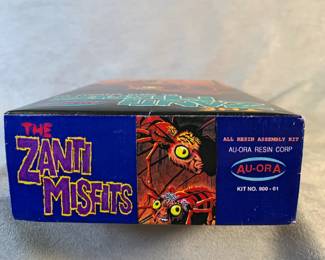 THE
ZANTI
MISFITS
ALL RESIN ASSEMBLY KIT
AU-ORA RESIN CORP
AU-ORA
KIT NO. 900 - 01